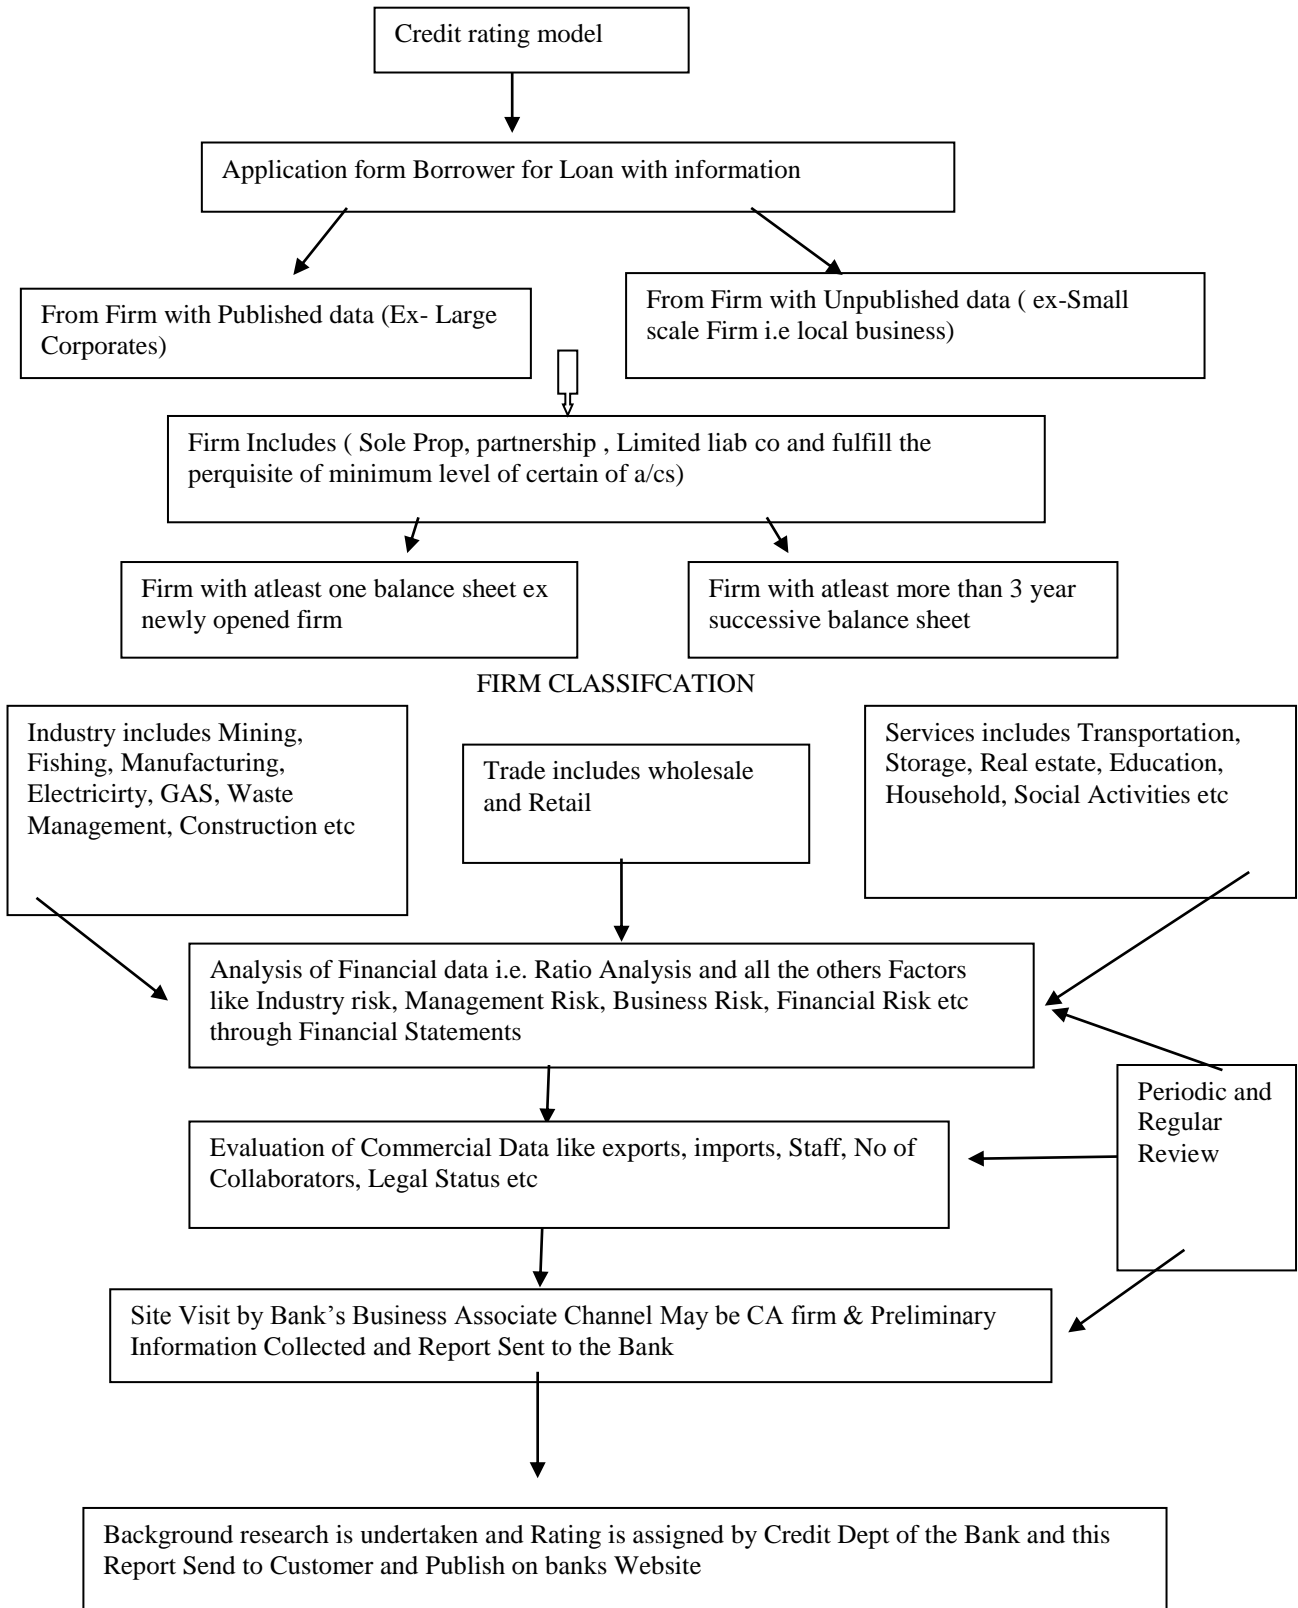 Credit rating model
Application form Borrower for Loan with information
From Firm with Published data (Ex- Large
Corporates)
From Firm with Unpublished data ( ex-Small
scale Firm i.e local business)
Firm Includes ( Sole Prop, partnership , Limited liab co and fulfill the
perquisite of minimum level of certain of a/cs)
Firm with atleast one balance sheet ex
newly opened firm
Firm with atleast more than 3 year
successive balance sheet
FIRM CLASSIFCATION
Industry includes Mining,
Fishing, Manufacturing,
Electricirty, GAS, Waste
Management, Construction etc
Trade includes wholesale
and Retail
Services includes Transportation,
Storage, Real estate, Education,
Household, Social Activities etc
Analysis of Financial data i.e. Ratio Analysis and all the others Factors
like Industry risk, Management Risk, Business Risk, Financial Risk etc
through Financial Statements
Periodic and
Regular
Review
Evaluation of Commercial Data like exports, imports, Staff, No of
Collaborators, Legal Status etc
Site Visit by Bank's Business Associate Channel May be CA firm & Preliminary
Information Collected and Report Sent to the Bank
Background research is undertaken and Rating is assigned by Credit Dept of the Bank and this
Report Send to Customer and Publish on banks Website